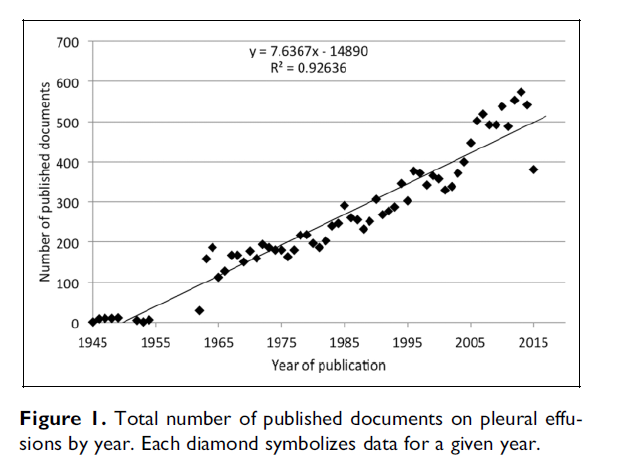 y = 7.6367x - 14890
R² = 0.92636
Number of published documents
700
600
500
400
300
200
100
0
1945 1955 1965 1975 1985 1995 2005 2015
Year of publication
Figure 1. Total number of published documents on pleural effu-
sions by year. Each diamond symbolizes data for a given year.